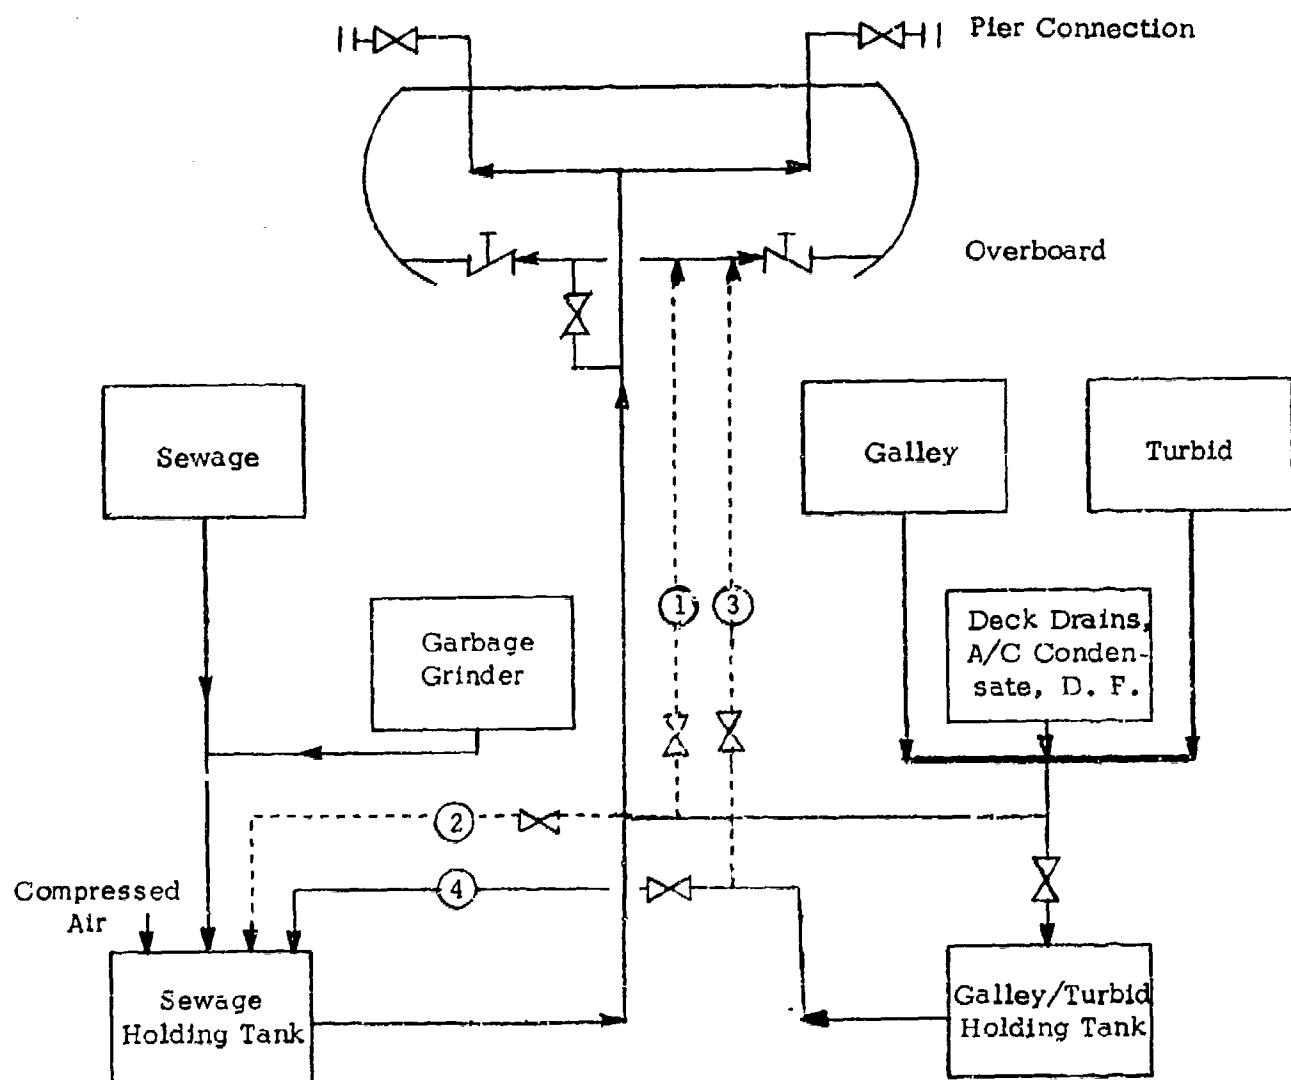 Pier Connection
Overboard
Sewage
Galley
Turbid
Garbage
Grinder
1
3
Deck Drains,
A/C Conden-
sate, D. F.
2
4
Compressed
Air
Sewage
Holding Tank
Galley/Turbid
Holding Tank